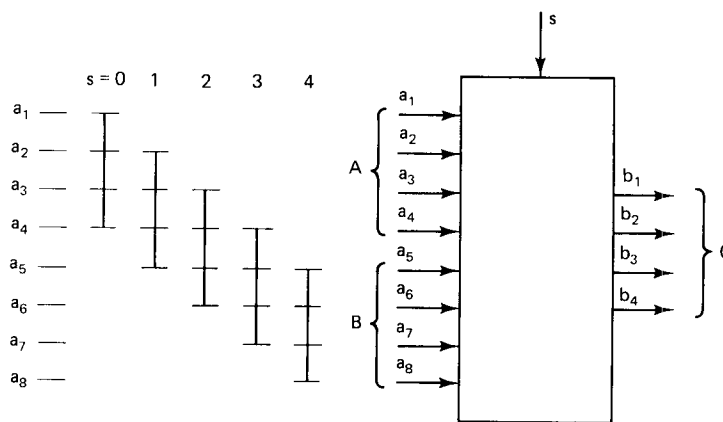 s = 0 1 2 3 4
a₁
a₂
a₃
a₄
a₅
a₆
a₇
a₈
s
A
a₁
a₂
a₃
a₄
B
a₅
a₆
a₇
a₈
b₁
b₂
b₃
b₄